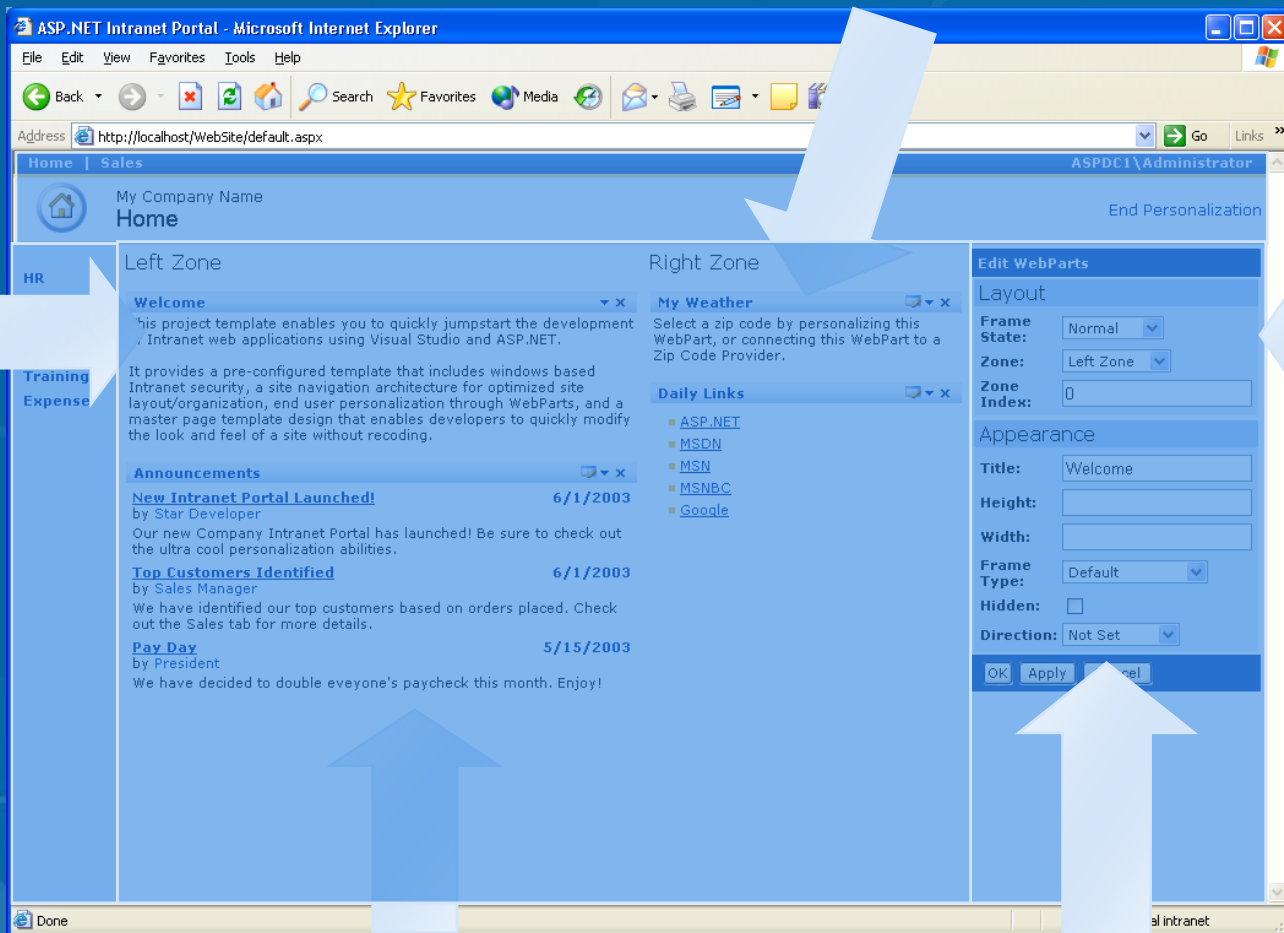 ASP.NET Intranet Portal - Microsoft Internet Explorer
File Edit View Favorites Tools Help
Back Search Favorites Media
Address http://localhost/WebSite/default.aspx Go Links »
Home | Sales ASPDC1\Administrator
My Company Name
Home
End Personalization
HR
Training
Expense
Left Zone
Welcome
This project template enables you to quickly jumpstart the development
Intranet web applications using Visual Studio and ASP.NET.
It provides a pre-configured template that includes windows based
Intranet security, a site navigation architecture for optimized site
layout/organization, end user personalization through WebParts, and a
master page template design that enables developers to quickly modify
the look and feel of a site without recoding.
Announcements
New Intranet Portal Launched! 6/1/2003
by Star Developer
Our new Company Intranet Portal has launched! Be sure to check out
the ultra cool personalization abilities.
Top Customers Identified 6/1/2003
by Sales Manager
We have identified our top customers based on orders placed. Check
out the Sales tab for more details.
Pay Day 5/15/2003
by President
We have decided to double eveyone's paycheck this month. Enjoy!
Right Zone
My Weather
Select a zip code by personalizing this
WebPart, or connecting this WebPart to a
Zip Code Provider.
Daily Links
ASP.NET
MSDN
MSN
MSNBC
Google
Edit WebParts
Layout
Frame State: Normal
Zone: Left Zone
Zone Index: 0
Appearance
Title: Welcome
Height:
Width:
Frame Type: Default
Hidden:
Direction: Not Set
OK Apply
Done intranet